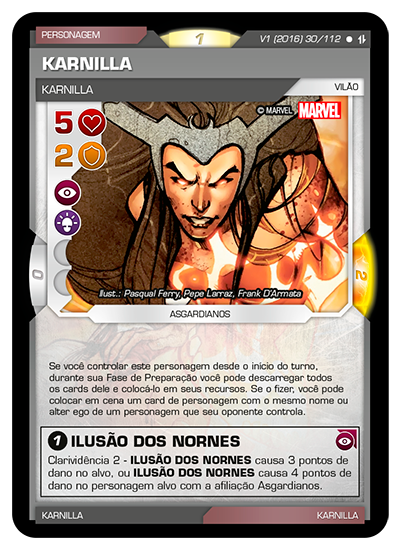 PERSONAGEM
1
V1 (2016) 30/112
KARNILLA
KARNILLA
VILÃO
© MARVEL MARVEL
5
2
0
2
Illust.: Pasqual Ferry, Pepe Larraz, Frank D'Armata
ASGARDIANOS
Se você controlar este personagem desde o inicio do turno,
durante sua Fase de Preparação você pode descarregar todos
os cards dele e colocá-lo em seus recursos. Se o fizer, você pode
colocar em cena um card de personagem com o mesmo nome ou
alter ego de um personagem que seu oponente controla.
1 ILUSÃO DOS NORNES
Clarividência 2 - ILUSÃO DOS NORNES causa 3 pontos de
dano no alvo, ou ILUSÃO DOS NORNES causa 4 pontos de
dano no personagem alvo com a afiliação Asgardianos.
KARNILLA
KARNILLA